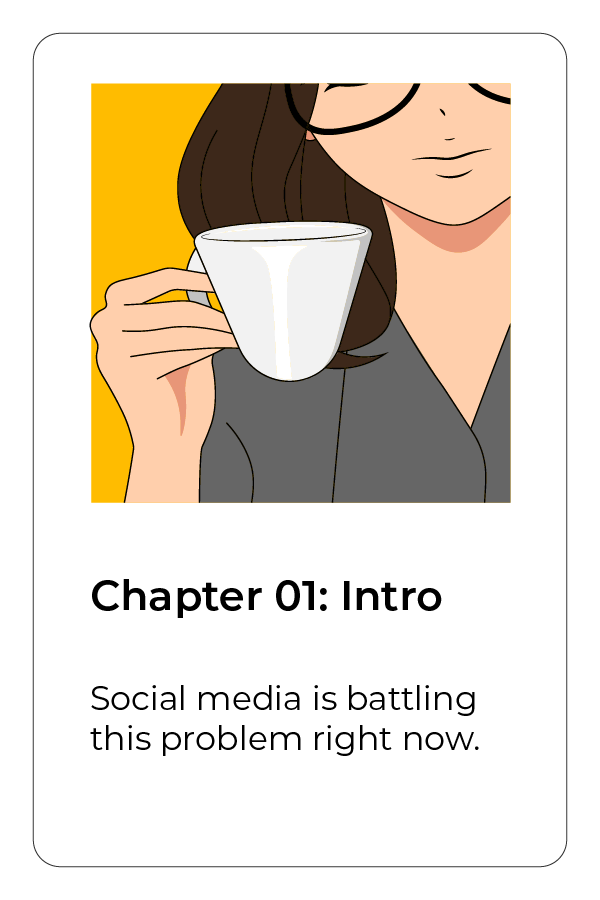 Chapter 01: Intro
Social media is battling
this problem right now.